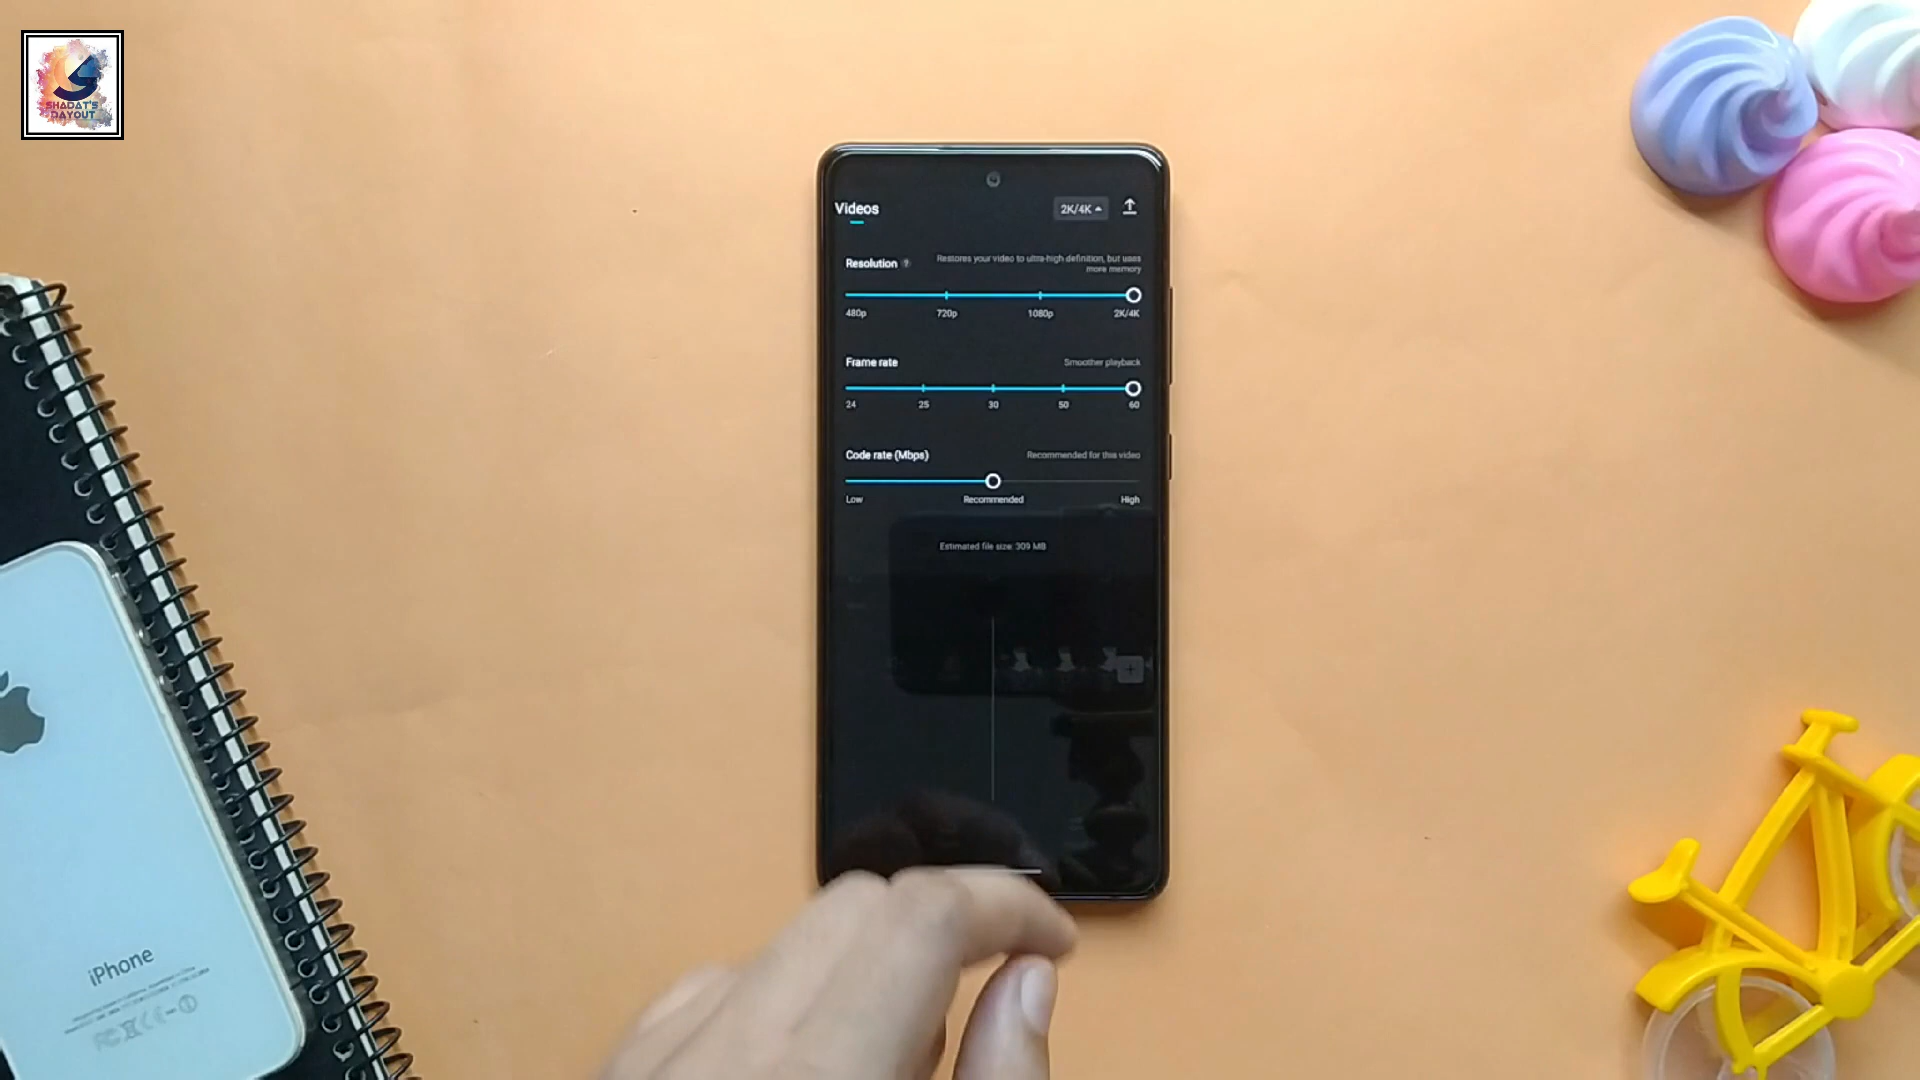 SHADAT'S
DAYOUT
Videos
2K/4K
Resolution ?
Restores your video to ultra-high definition, but uses
more memory
480p 720p 1080p 2K/4K
Frame rate
Smoother playback
24 25 30 50 60
Code rate (Mbps)
Recommended for this video
Low Recommended High
Estimated file size: 309 MB
iPhone